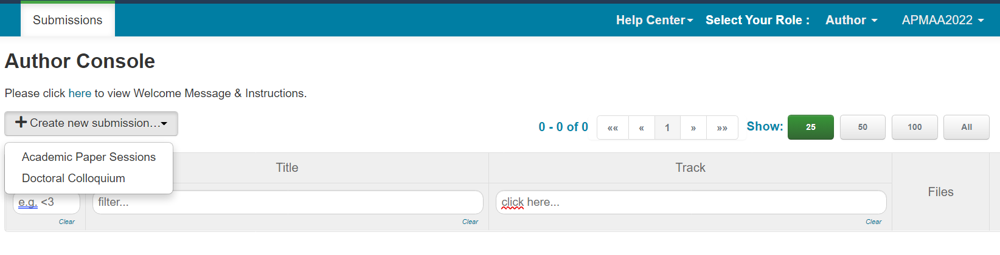 Submissions
Help Center
Select Your Role :
Author
APMAA2022
Author Console
Please click here to view Welcome Message & Instructions.
Create new submission...
0 - 0 of 0
«« « 1 » »»
Show:
25
50
100
All
Academic Paper Sessions
Doctoral Colloquium
Title
Track
Files
e.g. <3
filter...
click here...
Clear
Clear
Clear